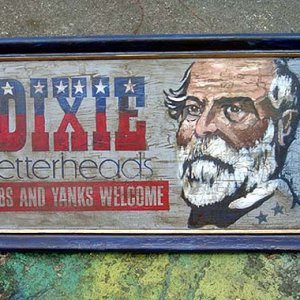 DIXIE
etterheads
BS AND YANKS WELCOME